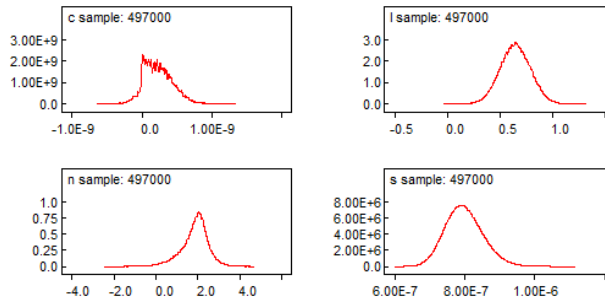 c sample: 497000
3.00E+9
2.00E+9
1.00E+9
0.0
-1.0E-9 0.0 1.00E-9
l sample: 497000
3.0
2.0
1.0
0.0
-0.5 0.0 0.5 1.0
n sample: 497000
1.0
0.75
0.5
0.25
0.0
-4.0 -2.0 0.0 2.0 4.0
s sample: 497000
8.00E+6
6.00E+6
4.00E+6
2.00E+6
0.0
6.00E-7 8.00E-7 1.00E-6